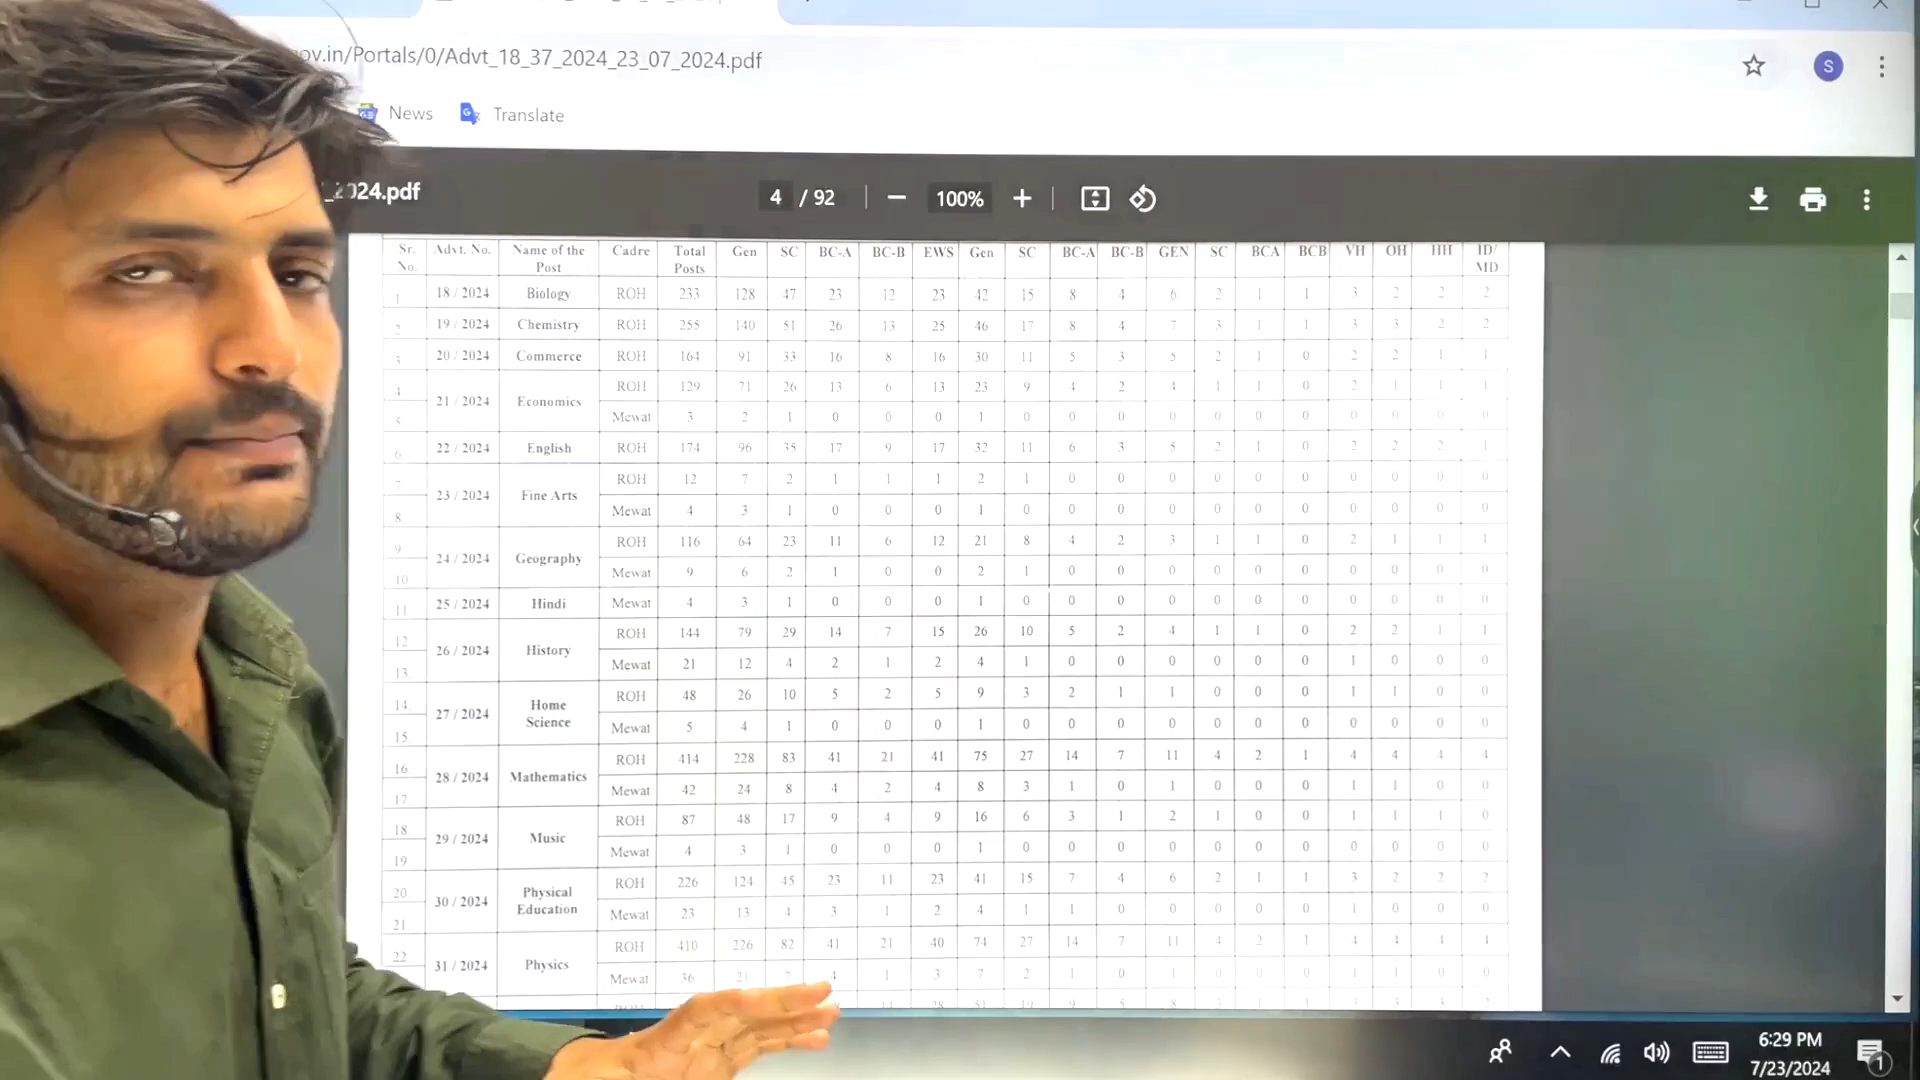 ov.in/Portals/0/Advt_18_37_2024_23_07_2024.pdf
S
News Translate
_2024.pdf 4 / 92 100%
Sr. No. Advt. No. Name of the Post Cadre Total Posts Gen SC BC-A BC-B EWS Gen SC BC-A BC-B GEN SC BCA BCB VH OH HH ID/ MD
1 18 / 2024 Biology ROH 233 128 47 23 12 23 42 15 8 4 6 2 1 1 3 2 2 2
2 19 / 2024 Chemistry ROH 255 140 51 26 13 25 46 17 8 4 7 3 1 1 3 3 2 2
3 20 / 2024 Commerce ROH 164 91 33 16 8 16 30 11 5 3 5 2 1 0 2 2 1 1
4 21 / 2024 Economics ROH 129 71 26 13 6 13 23 9 4 2 4 1 1 0 2 1 1 1
5 Mewat 3 2 1 0 0 0 1 0 0 0 0 0 0 0 0 0 0 0
6 22 / 2024 English ROH 174 96 35 17 9 17 32 11 6 3 5 2 1 0 2 2 2 1
7 23 / 2024 Fine Arts ROH 12 7 2 1 1 1 2 1 0 0 0 0 0 0 0 0 0 0
8 Mewat 4 3 1 0 0 0 1 0 0 0 0 0 0 0 0 0 0 0
9 24 / 2024 Geography ROH 116 64 23 11 6 12 21 8 4 2 3 1 1 0 2 1 1 1
10 Mewat 9 6 2 1 0 0 2 1 0 0 0 0 0 0 0 0 0 0
11 25 / 2024 Hindi Mewat 4 3 1 0 0 0 1 0 0 0 0 0 0 0 0 0 0 0
12 26 / 2024 History ROH 144 79 29 14 7 15 26 10 5 2 4 1 1 0 2 2 1 1
13. Mewat 21 12 4 2 1 2 4 1 0 0 0 0 0 0 1 0 0 0
14. 27 / 2024 Home Science ROH 48 26 10 5 2 5 9 3 2 1 1 0 0 0 1 1 0 0
15. Mewat 5 4 1 0 0 0 1 0 0 0 0 0 0 0 0 0 0 0
16. 28 / 2024 Mathematics ROH 414 228 83 41 21 41 75 27 14 7 11 4 2 1 4 4 4 4
17 Mewat 42 24 8 4 2 4 8 3 1 0 1 0 0 0 1 1 0 0
18. 29 / 2024 Music ROH 87 48 17 9 4 9 16 6 3 1 2 1 0 0 1 1 1 0
19 Mewat 4 3 1 0 0 0 1 0 0 0 0 0 0 0 0 0 0 0
20. 30 / 2024 Physical Education ROH 226 124 45 23 11 23 41 15 7 4 6 2 1 1 3 2 2 2
21. Mewat 23 13 4 3 1 2 4 1 1 0 0 0 0 0 1 0 0 0
22 31 / 2024 Physics ROH 410 226 82 41 21 40 74 27 14 7 11 4 2 1 4 4 4 4
Mewat 36 21 7 4 1 3 7 2 1 0 1 0 0 0 1 1 0 0
6:29 PM
7/23/2024
1